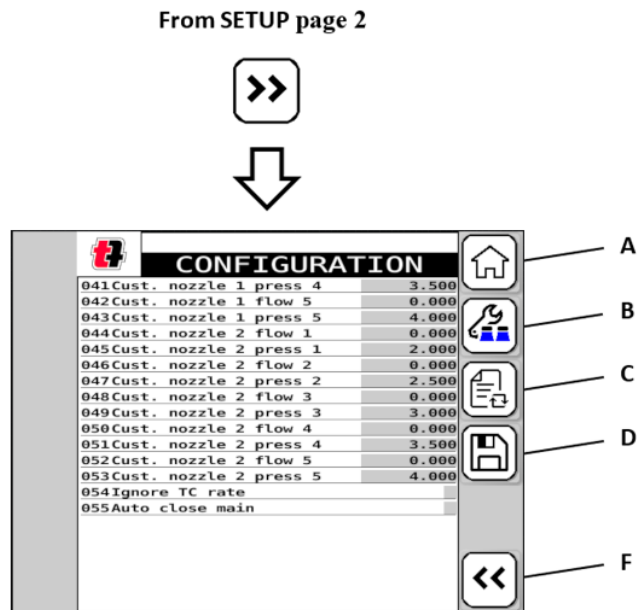 From SETUP page 2
>>
CONFIGURATION
A
041Cust. nozzle 1 press 4 3.500
042Cust. nozzle 1 flow 5 0.000
043Cust. nozzle 1 press 5 4.000
B
044Cust. nozzle 2 flow 1 0.000
045Cust. nozzle 2 press 1 2.000
046Cust. nozzle 2 flow 2 0.000
047Cust. nozzle 2 press 2 2.500
C
048Cust. nozzle 2 flow 3 0.000
049Cust. nozzle 2 press 3 3.000
050Cust. nozzle 2 flow 4 0.000
051Cust. nozzle 2 press 4 3.500
D
052Cust. nozzle 2 flow 5 0.000
053Cust. nozzle 2 press 5 4.000
054Ignore TC rate
055Auto close main
<<
F